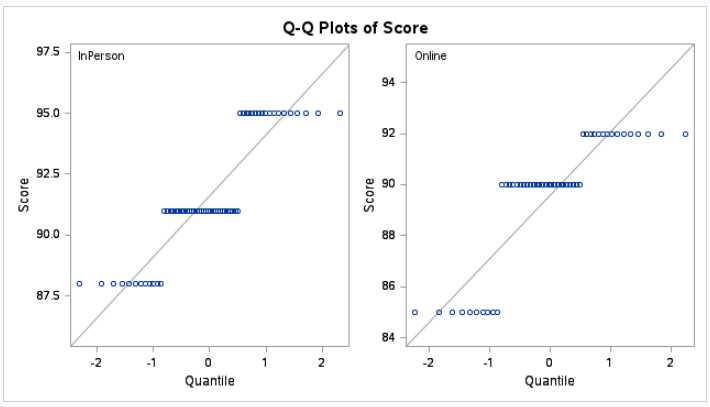 Q-Q Plots of Score
InPerson
97.5
95.0
92.5
90.0
87.5
Score
-2 -1 0 1 2
Quantile
Online
94
92
90
88
86
84
Score
-2 -1 0 1 2
Quantile